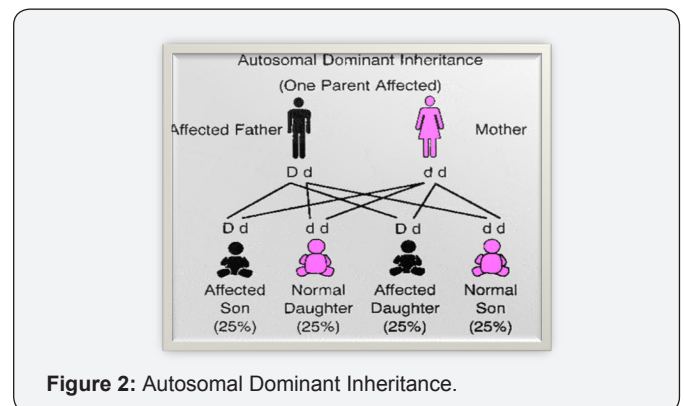 Autosomal Dominant Inheritance
(One Parent Affected)
Affected Father Mother
D d d d
D d d d D d d d
Affected Normal Affected Normal
Son Daughter Daughter Son
(25%) (25%) (25%) (25%)
Figure 2: Autosomal Dominant Inheritance.